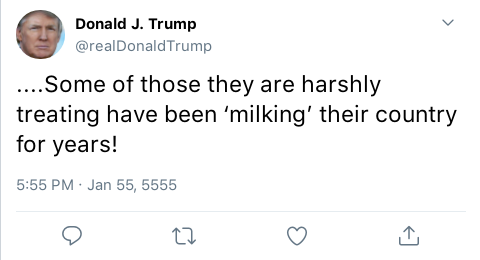 Donald J. Trump
@realDonaldTrump
....Some of those they are harshly
treating have been ‘milking’ their country
for years!
5:55 PM · Jan 55, 5555